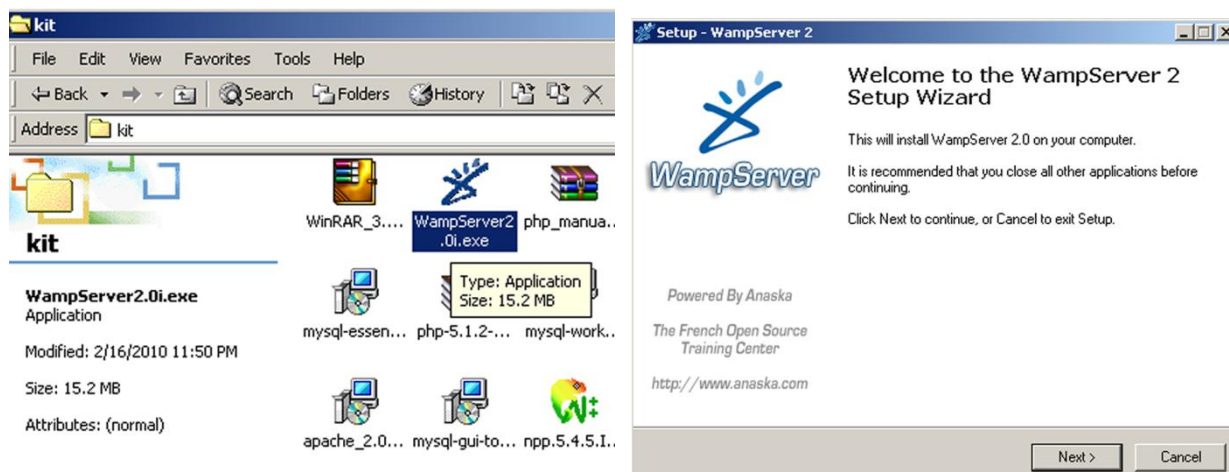 kit
File Edit View Favorites Tools Help
Back Search Folders History
Address kit
kit
WampServer2.0i.exe
Application
Modified: 2/16/2010 11:50 PM
Size: 15.2 MB
Attributes: (normal)
WinRAR_3.... WampServer2 php_manua...
.0i.exe
Type: Application
Size: 15.2 MB
mysql-essen... php-5.1.2-... mysql-work...
apache_2.0... mysql-gui-to... npp.5.4.5.I...
Setup - WampServer 2
WampServer
Powered By Anaska
The French Open Source
Training Center
http://www.anaska.com
Welcome to the WampServer 2
Setup Wizard
This will install WampServer 2.0 on your computer.
It is recommended that you close all other applications before
continuing.
Click Next to continue, or Cancel to exit Setup.
Next > Cancel